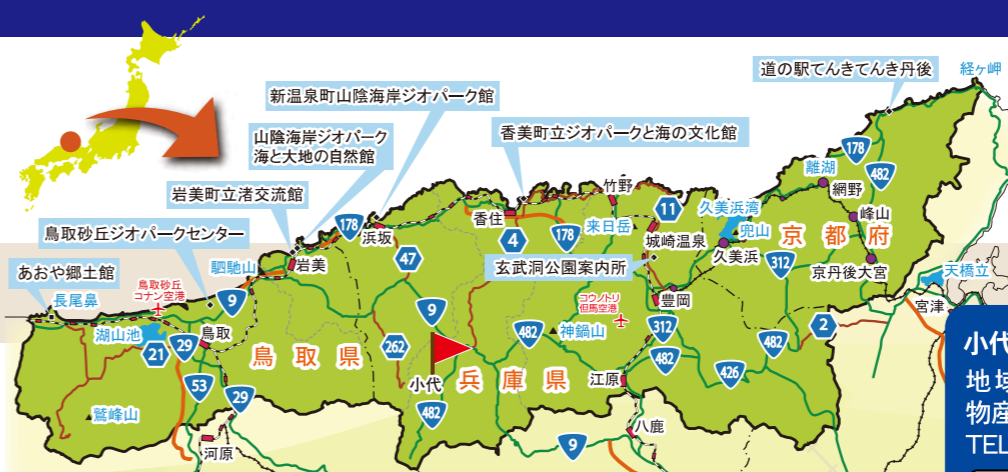 道の駅てんきてんき丹後
経ヶ岬
新温泉町山陰海岸ジオパーク館
山陰海岸ジオパーク
海と大地の自然館
香美町立ジオパークと海の文化館
岩美町立渚交流館
鳥取砂丘ジオパークセンター
あおや郷土館
玄武洞公園案内所
178
482
離湖
網野
峰山
京丹後大宮
312
京都府
久美浜湾
兜山
久美浜
天橋立
宮津
竹野
11
来日岳
城崎温泉
香住
4
178
178
浜坂
47
岩美
駟馳山
9
長尾鼻
鳥取砂丘
コナン空港
湖山池
鳥取
21
29
53
29
鷲峰山
河原
鳥取県
262
9
小代
482
兵庫県
482
神鍋山
コウノトリ
但馬空港
豊岡
312
482
江原
426
482
2
八鹿
9
小代
地域
物産
TEL